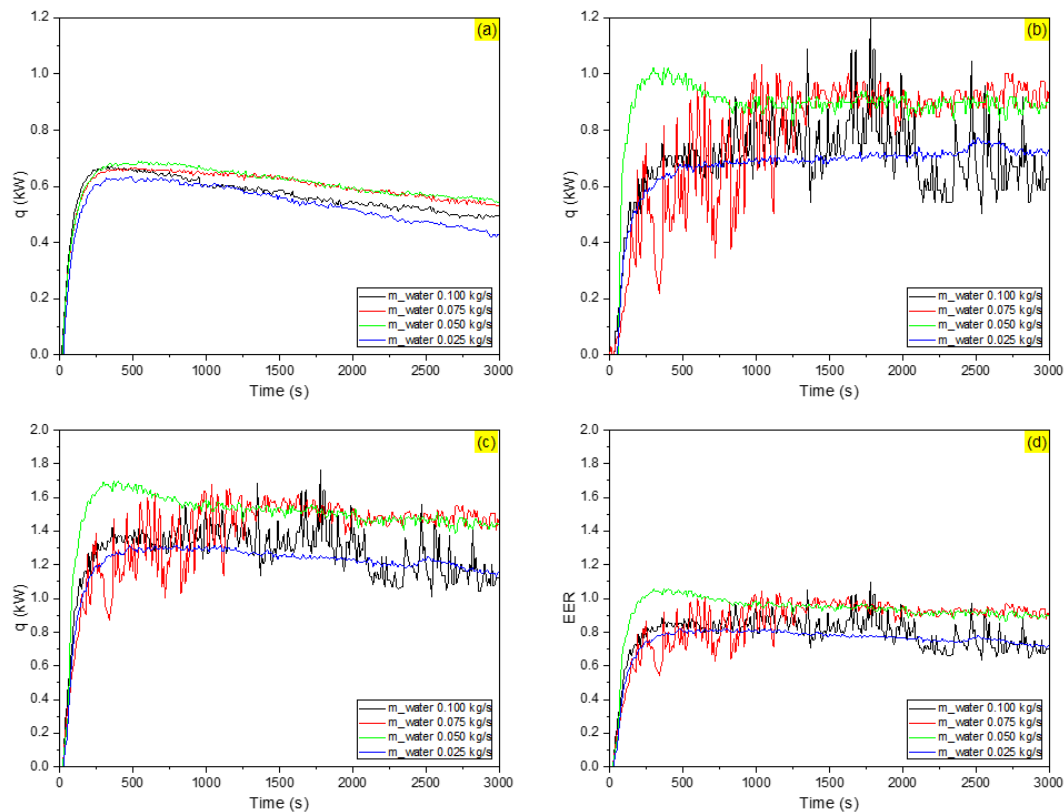 1.2
1.0
0.8
0.6
0.4
0.2
0.0
q (kW)
(a)
m_water 0.100 kg/s
m_water 0.075 kg/s
m_water 0.050 kg/s
m_water 0.025 kg/s
0 500 1000 1500 2000 2500 3000
Time (s)
1.2
1.0
0.8
0.6
0.4
0.2
0.0
q (kW)
(b)
m_water 0.100 kg/s
m_water 0.075 kg/s
m_water 0.050 kg/s
m_water 0.025 kg/s
0 500 1000 1500 2000 2500 3000
Time (s)
2.0
1.8
1.6
1.4
1.2
1.0
0.8
0.6
0.4
0.2
0.0
q (kW)
(c)
m_water 0.100 kg/s
m_water 0.075 kg/s
m_water 0.050 kg/s
m_water 0.025 kg/s
0 500 1000 1500 2000 2500 3000
Time (s)
2.0
1.8
1.6
1.4
1.2
1.0
0.8
0.6
0.4
0.2
0.0
EER
(d)
m_water 0.100 kg/s
m_water 0.075 kg/s
m_water 0.050 kg/s
m_water 0.025 kg/s
0 500 1000 1500 2000 2500 3000
Time (s)